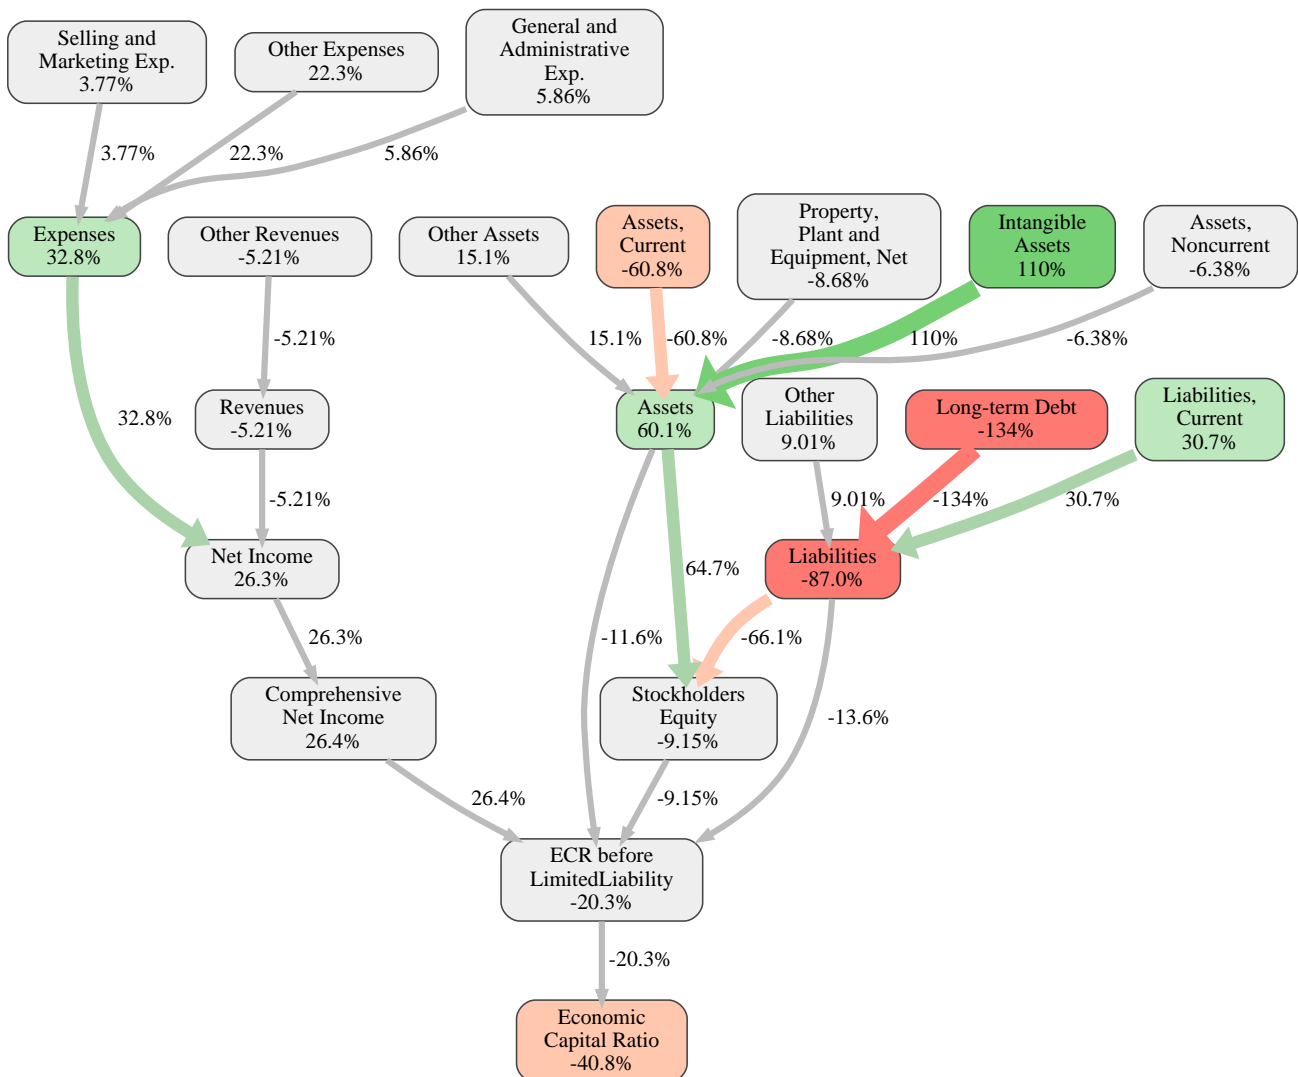 Selling and
Marketing Exp.
3.77%
Other Expenses
22.3%
General and
Administrative
Exp.
5.86%
3.77%
22.3%
5.86%
Expenses
32.8%
Other Revenues
-5.21%
Other Assets
15.1%
Assets,
Current
-60.8%
Property,
Plant and
Equipment, Net
-8.68%
Intangible
Assets
110%
Assets,
Noncurrent
-6.38%
-5.21%
15.1%
-60.8%
-8.68%
110%
-6.38%
32.8%
Revenues
-5.21%
Assets
60.1%
Other
Liabilities
9.01%
Long-term Debt
-134%
Liabilities,
Current
30.7%
-5.21%
9.01%
-134%
30.7%
Net Income
26.3%
64.7%
Liabilities
-87.0%
26.3%
-11.6%
-66.1%
Comprehensive
Net Income
26.4%
Stockholders
Equity
-9.15%
-13.6%
26.4%
-9.15%
ECR before
LimitedLiability
-20.3%
-20.3%
Economic
Capital Ratio
-40.8%